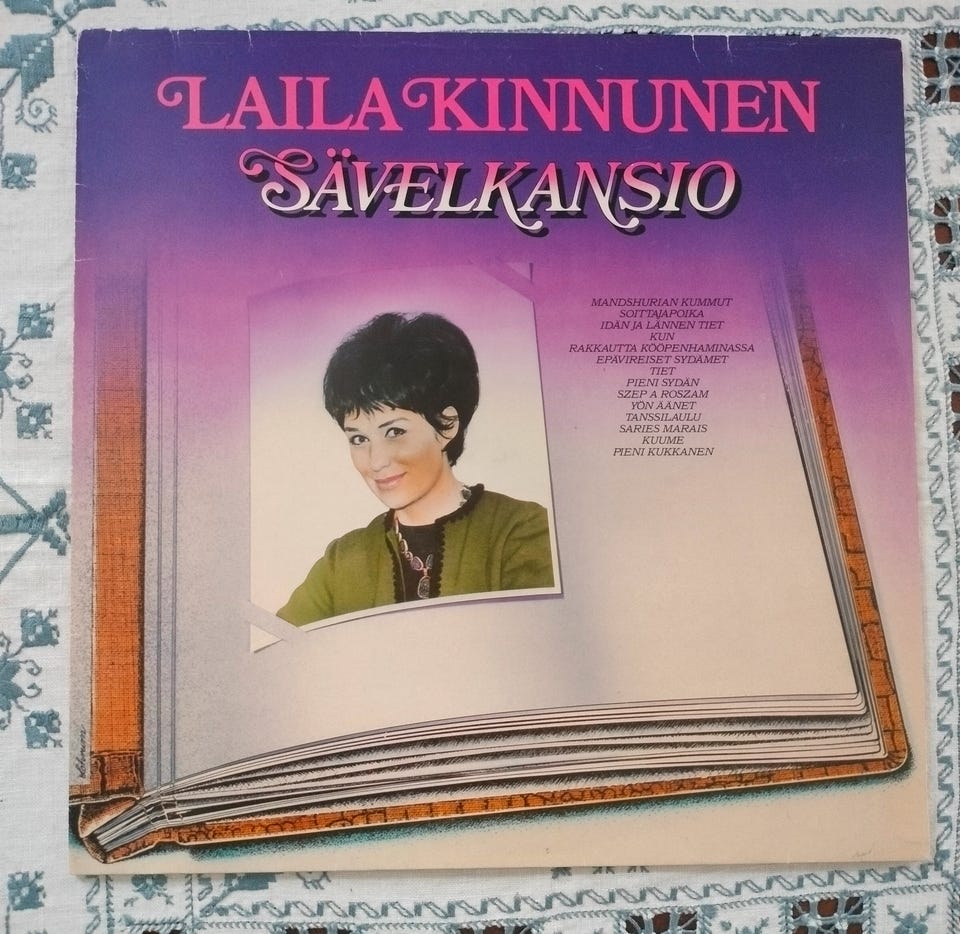 LAILA KINNUNEN
SÄVELKANSIO
MANDSHURIAN KUMMUT
SOITTAJAPOIKA
IDÄN JA LÄNNEN TIET
KUN
RAKKAUTTA KÖÖPENHAMINASSA
EPÄVIREISET SYDÄMET
TIET
PIENI SYDÄN
SZEP A ROSZAM
YÖN ÄÄNET
TANSSILAULU
SARIES MARAIS
KUUME
PIENI KUKKANEN